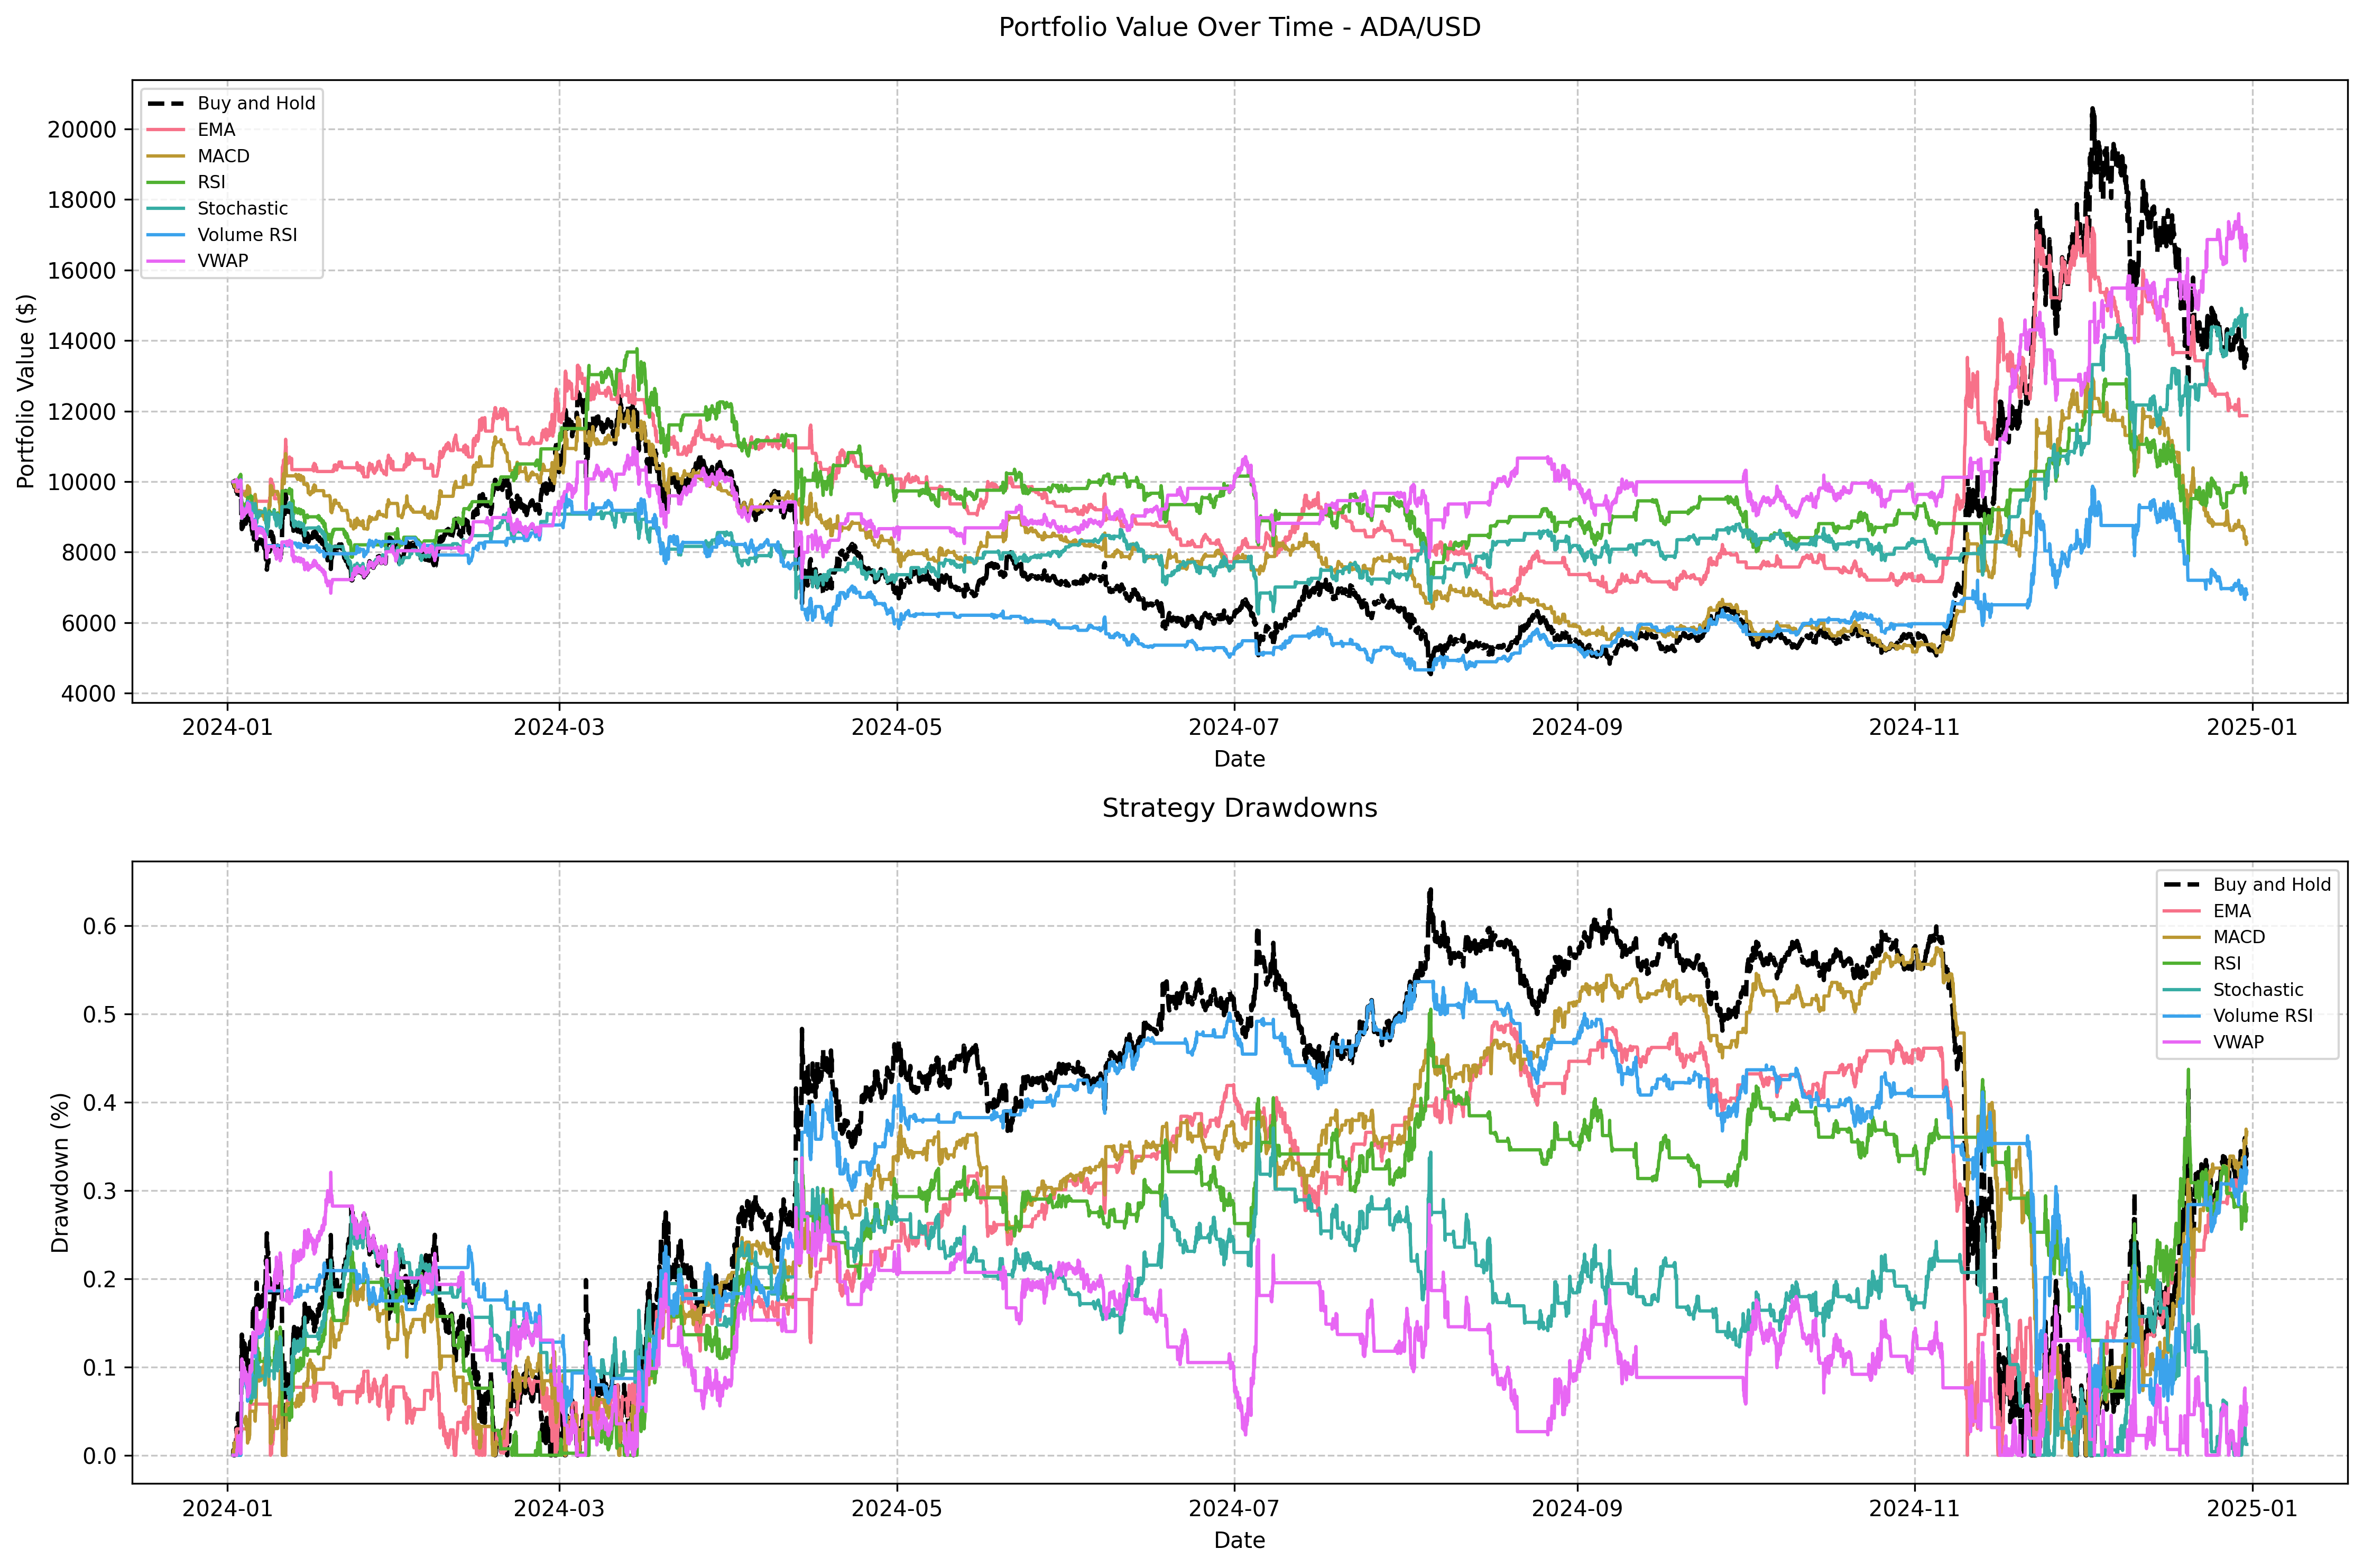 Portfolio Value Over Time - ADA/USD
Buy and Hold
EMA
MACD
RSI
Stochastic
Volume RSI
VWAP
Portfolio Value ($)
20000
18000
16000
14000
12000
10000
8000
6000
4000
2024-01
2024-03
2024-05
2024-07
2024-09
2024-11
2025-01
Date
Strategy Drawdowns
Buy and Hold
EMA
MACD
RSI
Stochastic
Volume RSI
VWAP
Drawdown (%)
0.6
0.5
0.4
0.3
0.2
0.1
0.0
2024-01
2024-03
2024-05
2024-07
2024-09
2024-11
2025-01
Date